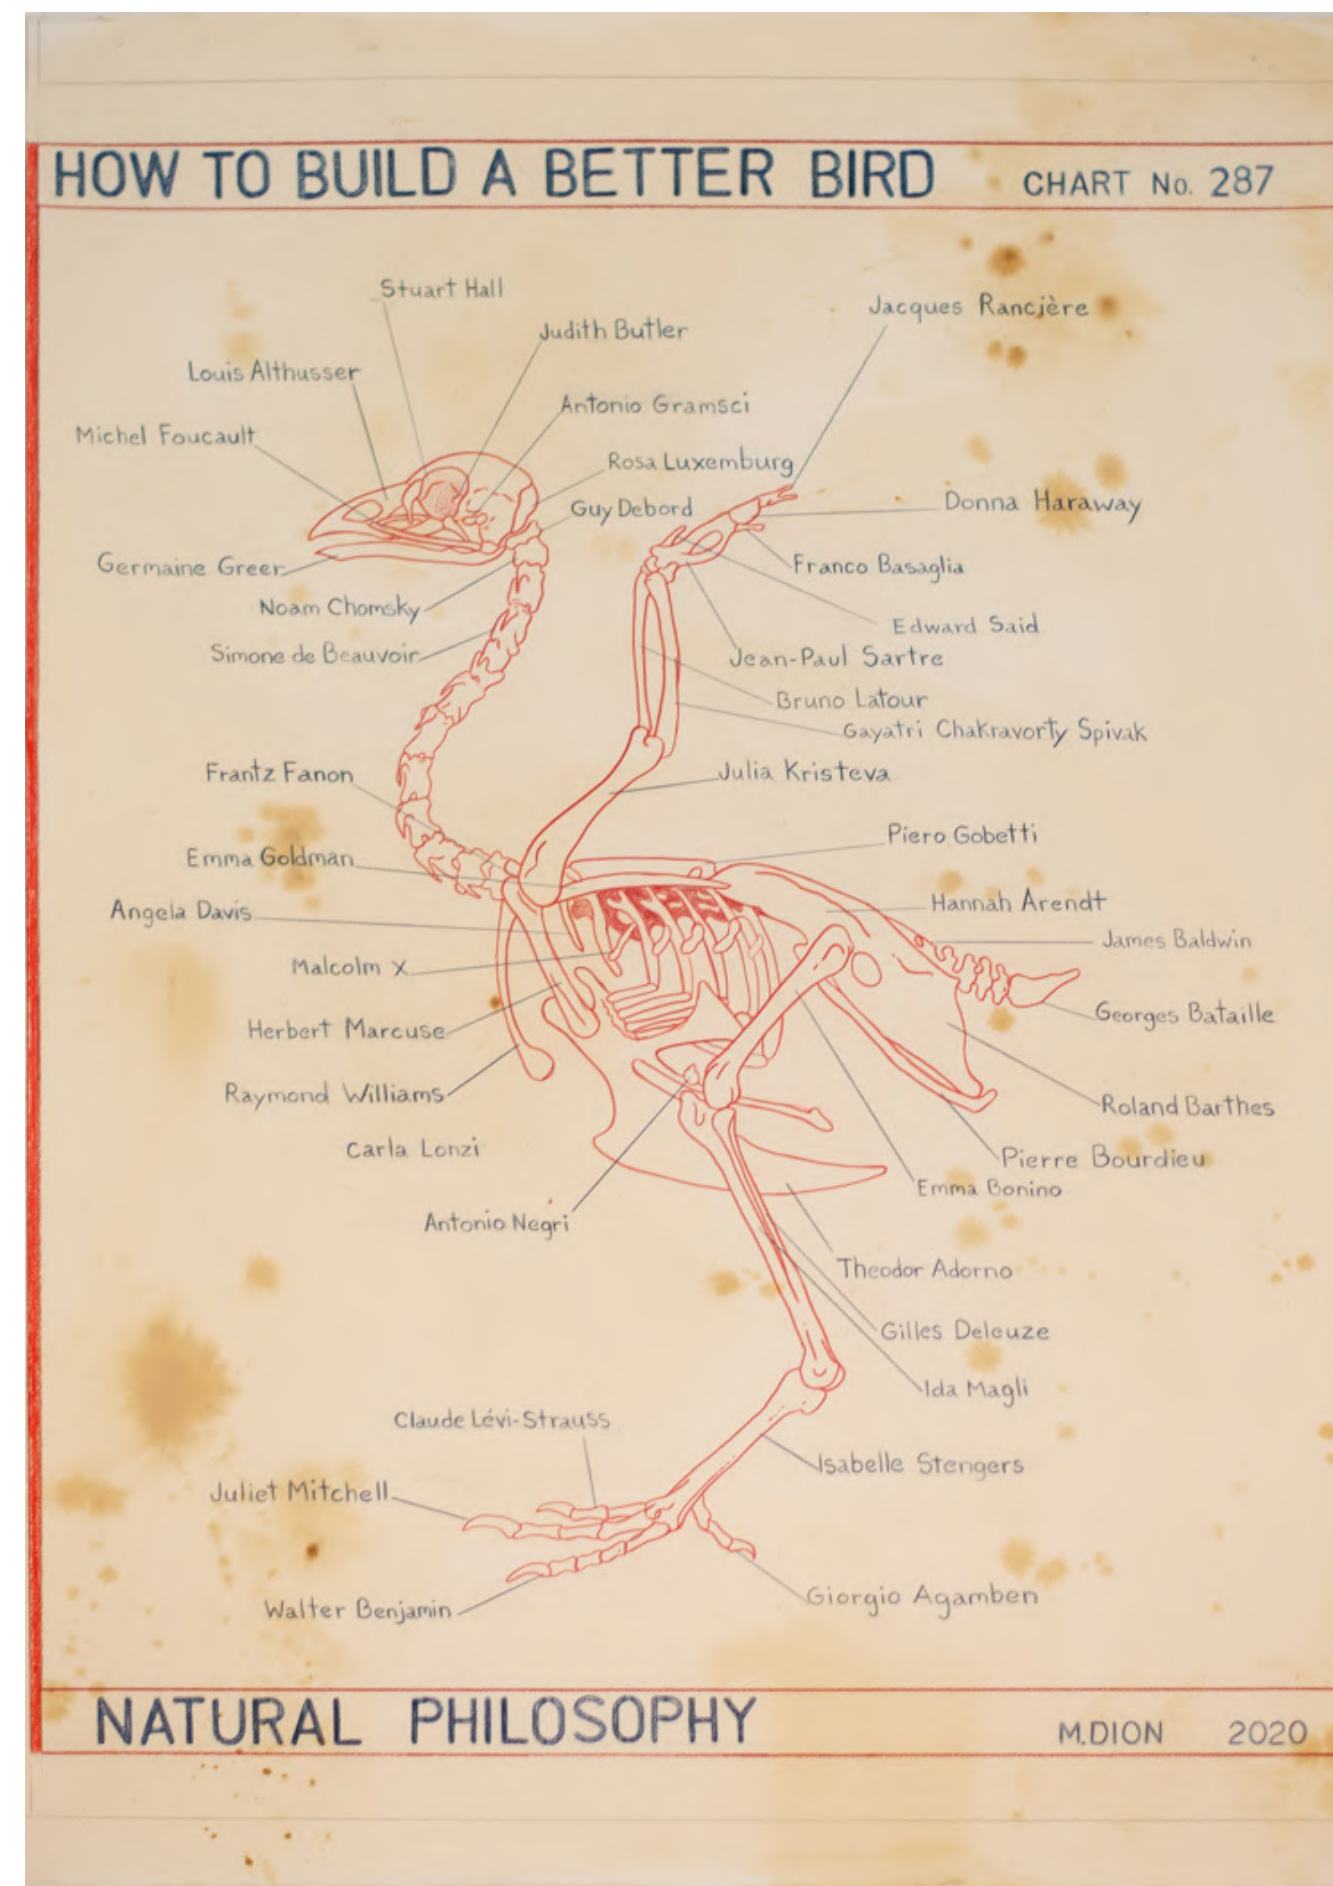 HOW TO BUILD A BETTER BIRD CHART No. 287
Stuart Hall
Jacques Rancière
Judith Butler
Louis Althusser
Antonio Gramsci
Michel Foucault
Rosa Luxemburg
Guy Debord
Donna Haraway
Germaine Greer
Franco Basaglia
Noam Chomsky
Edward Said
Simone de Beauvoir
Jean-Paul Sartre
Bruno Latour
Gayatri Chakravorty Spivak
Frantz Fanon
Julia Kristeva
Piero Gobetti
Emma Goldman
Hannah Arendt
Angela Davis
James Baldwin
Malcolm X
Georges Bataille
Herbert Marcuse
Raymond Williams
Roland Barthes
Carla Lonzi
Pierre Bourdieu
Emma Bonino
Antonio Negri
Theodor Adorno
Gilles Deleuze
Ida Magli
Claude Lévi-Strauss
Isabelle Stengers
Juliet Mitchell
Giorgio Agamben
Walter Benjamin
NATURAL PHILOSOPHY M.DION 2020